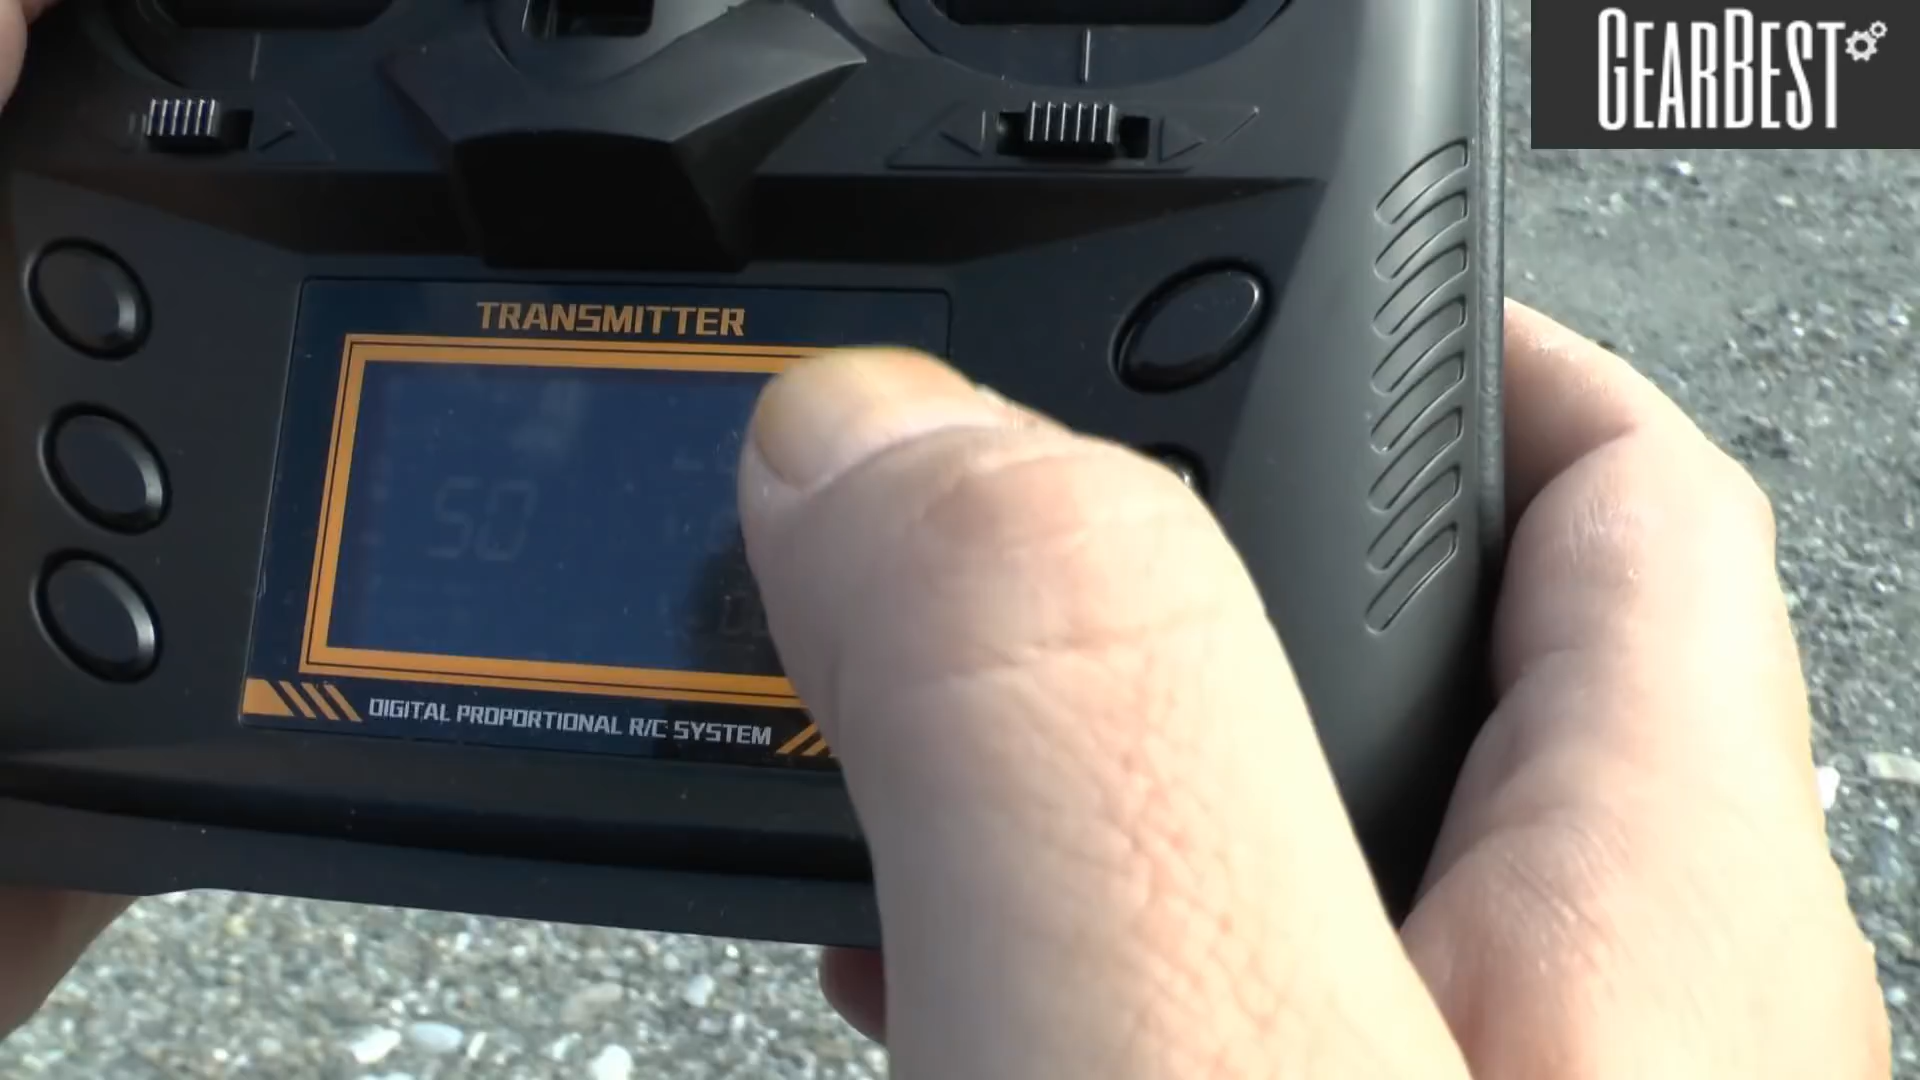 GEARBEST
TRANSMITTER
50
DIGITAL PROPORTIONAL R/C SYSTEM